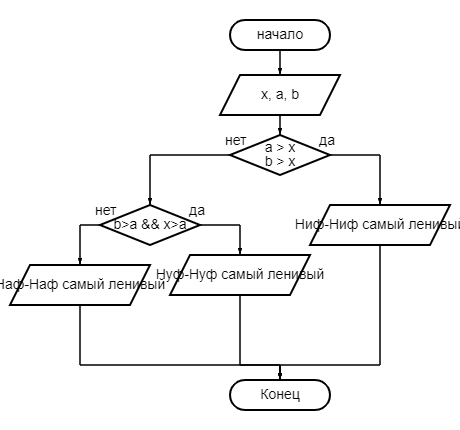 начало
x, a, b
нет
да
a > x
b > x
нет
да
b>a && x>a
Ниф-Ниф самый ленивый
Наф-Наф самый ленивый
Нуф-Нуф самый ленивый
Конец